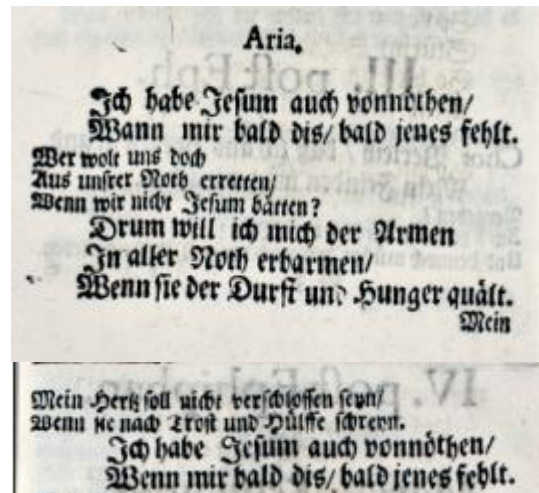 Aria.
Ich habe Jesum auch vonnöthen/
Wann mir bald dis/ bald jenes fehlt.
Wer wolt uns doch
Aus unsrer Noth erretten/
Wenn wir nicht Jesum hätten?
Drum will ich mich der Armen
In aller Noth erbarmen/
Wenn sie der Durst und Hunger quält.
Mein
Mein Hertz soll nicht verschlossen seyn/
Wenn sie nach Trost und Hülffe schreyn.
Ich habe Jesum auch vonnöthen/
Wenn mir bald dis/ bald jenes fehlt.